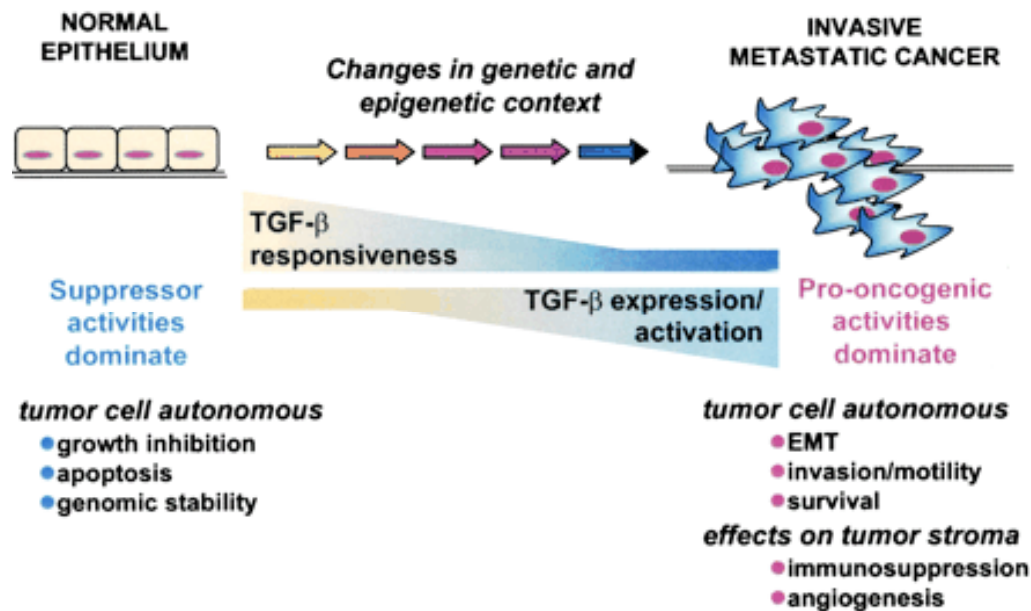 NORMAL
EPITHELIUM
Changes in genetic and
epigenetic context
INVASIVE
METASTATIC CANCER
TGF-β
responsiveness
TGF-β expression/
activation
Suppressor
activities
dominate
Pro-oncogenic
activities
dominate
tumor cell autonomous
growth inhibition
apoptosis
genomic stability
tumor cell autonomous
EMT
invasion/motility
survival
effects on tumor stroma
immunosuppression
angiogenesis